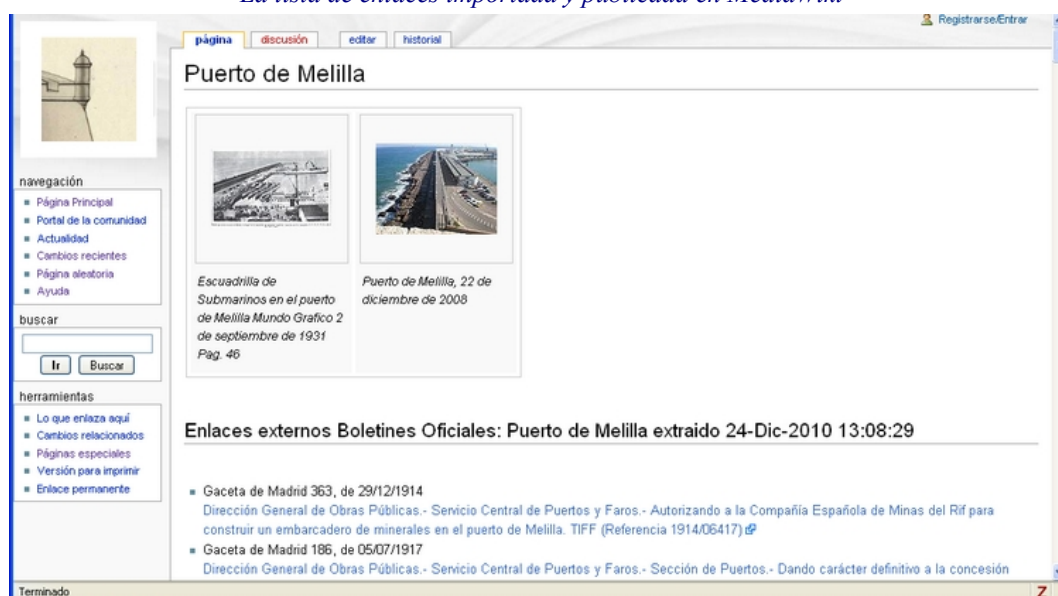 La lista de enlaces importada y publicada en MediaWiki
Registrarse/Entrar
página discusión editar historial
Puerto de Melilla
navegación
Página Principal
Portal de la comunidad
Actualidad
Cambios recientes
Página aleatoria
Ayuda
buscar
Ir Buscar
herramientas
Lo que enlaza aquí
Cambios relacionados
Páginas especiales
Versión para imprimir
Enlace permanente
Escuadrilla de
Submarinos en el puerto
de Melilla Mundo Grafico 2
de septiembre de 1931
Pag. 46
Puerto de Melilla, 22 de
diciembre de 2008
Enlaces externos Boletines Oficiales: Puerto de Melilla extraido 24-Dic-2010 13:08:29
Gaceta de Madrid 363, de 29/12/1914
Dirección General de Obras Públicas.- Servicio Central de Puertos y Faros.- Autorizando a la Compañía Española de Minas del Rif para
construir un embarcadero de minerales en el puerto de Melilla. TIFF (Referencia 1914/06417)
Gaceta de Madrid 186, de 05/07/1917
Dirección General de Obras Públicas.- Servicio Central de Puertos y Faros.- Sección de Puertos.- Dando carácter definitivo a la concesión
Terminado
Z